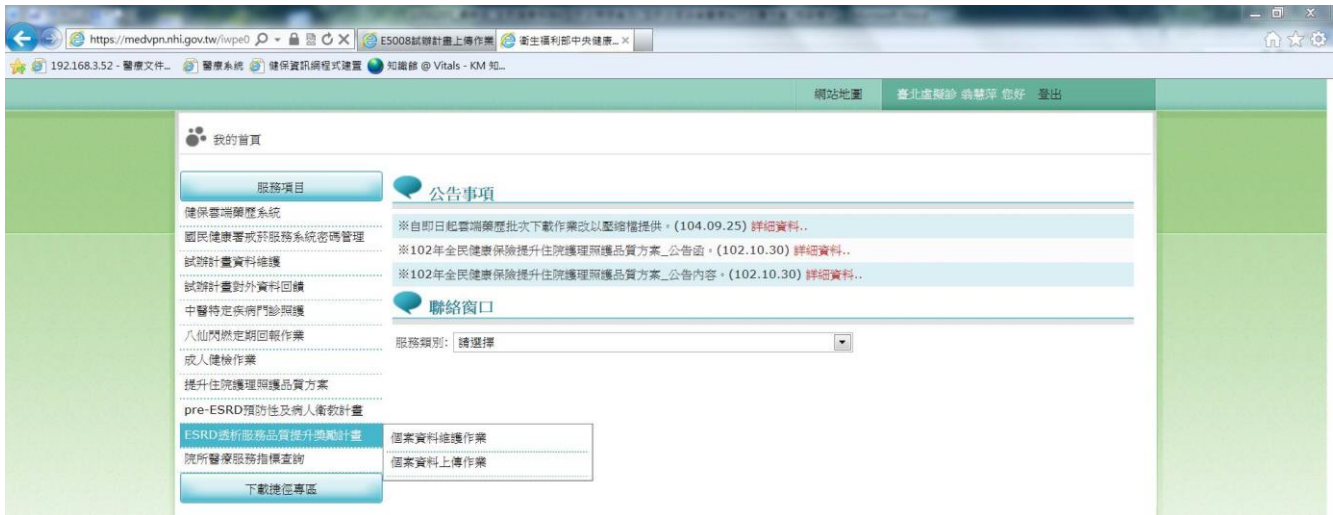 https://medvpn.nhi.gov.tw/iwpe0
E5008試辦計畫上傳作業
衛生福利部中央健康...
192.168.3.52 - 醫療文件...
醫療系統
健保資訊網程式建置
知識館 @ Vitals - KM 知...
網站地圖
臺北虛擬診 翁慧萍 您好 登出
我的首頁
服務項目
健保雲端藥歷系統
國民健康署戒菸服務系統密碼管理
試辦計畫資料維護
試辦計畫對外資料回饋
中醫特定疾病門診照護
八仙閃燃定期回報作業
成人健檢作業
提升住院護理照護品質方案
pre-ESRD預防性及病人衛教計畫
ESRD透析服務品質提升獎勵計畫
院所醫療服務指標查詢
下載捷徑專區
公告事項
※自即日起雲端藥歷批次下載作業改以壓縮檔提供。(104.09.25) 詳細資料..
※102年全民健康保險提升住院護理照護品質方案_公告函。(102.10.30) 詳細資料..
※102年全民健康保險提升住院護理照護品質方案_公告內容。(102.10.30) 詳細資料..
聯絡窗口
服務類別: 請選擇
個案資料維護作業
個案資料上傳作業